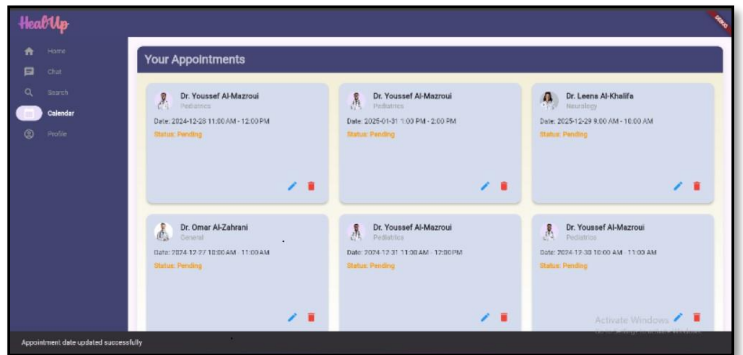 HealUp
DEBUG
Home
Chat
Search
Calendar
Profile
Your Appointments
Dr. Youssef Al-Mazroui
Pediatrics
Date: 2024-12-28 11:00 AM - 12:00 PM
Status: Pending
Dr. Youssef Al-Mazroui
Pediatrics
Date: 2025-01-31 1:00 PM - 2:00 PM
Status: Pending
Dr. Leena Al-Khalifa
Neurology
Date: 2025-12-29 9:00 AM - 10:00 AM
Status: Pending
Dr. Omar Al-Zahrani
General
Date: 2024-12-27 10:00 AM - 11:00 AM
Status: Pending
Dr. Youssef Al-Mazroui
Pediatrics
Date: 2024-12-31 11:00 AM - 12:00 PM
Status: Pending
Dr. Youssef Al-Mazroui
Pediatrics
Date: 2024-12-30 10:00 AM - 11:00 AM
Status: Pending
Activate Windows
Appointment date updated successfully